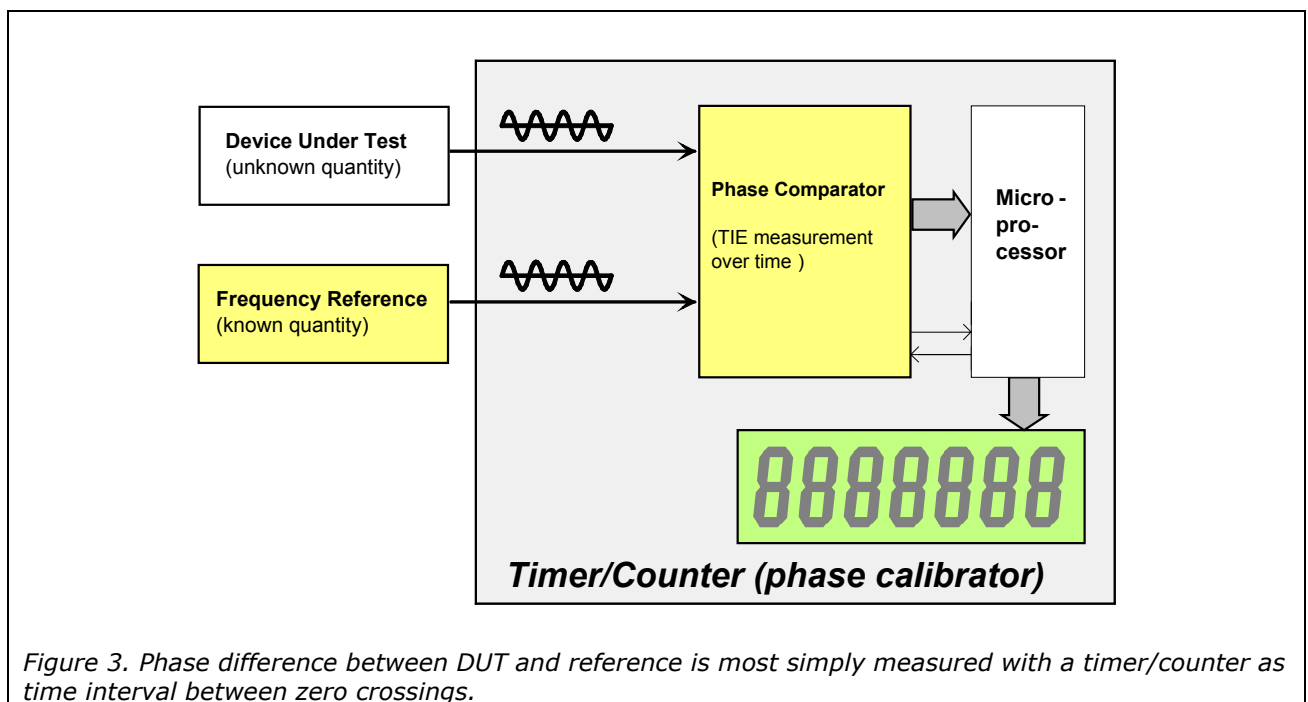 Device Under Test
(unknown quantity)
Frequency Reference
(known quantity)
Phase Comparator
(TIE measurement
over time )
Micro -
pro-
cessor
8888888
Timer/Counter (phase calibrator)
Figure 3. Phase difference between DUT and reference is most simply measured with a timer/counter as
time interval between zero crossings.